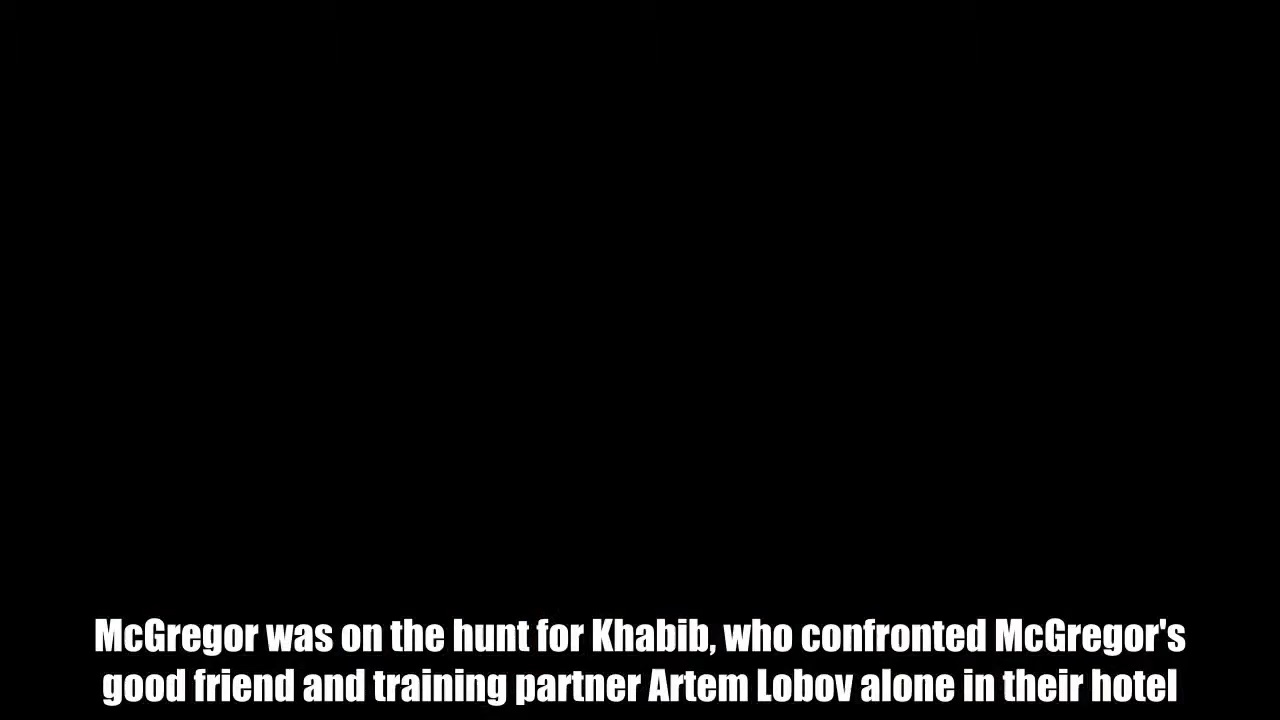 McGregor was on the hunt for Khabib, who confronted McGregor's
good friend and training partner Artem Lobov alone in their hotel